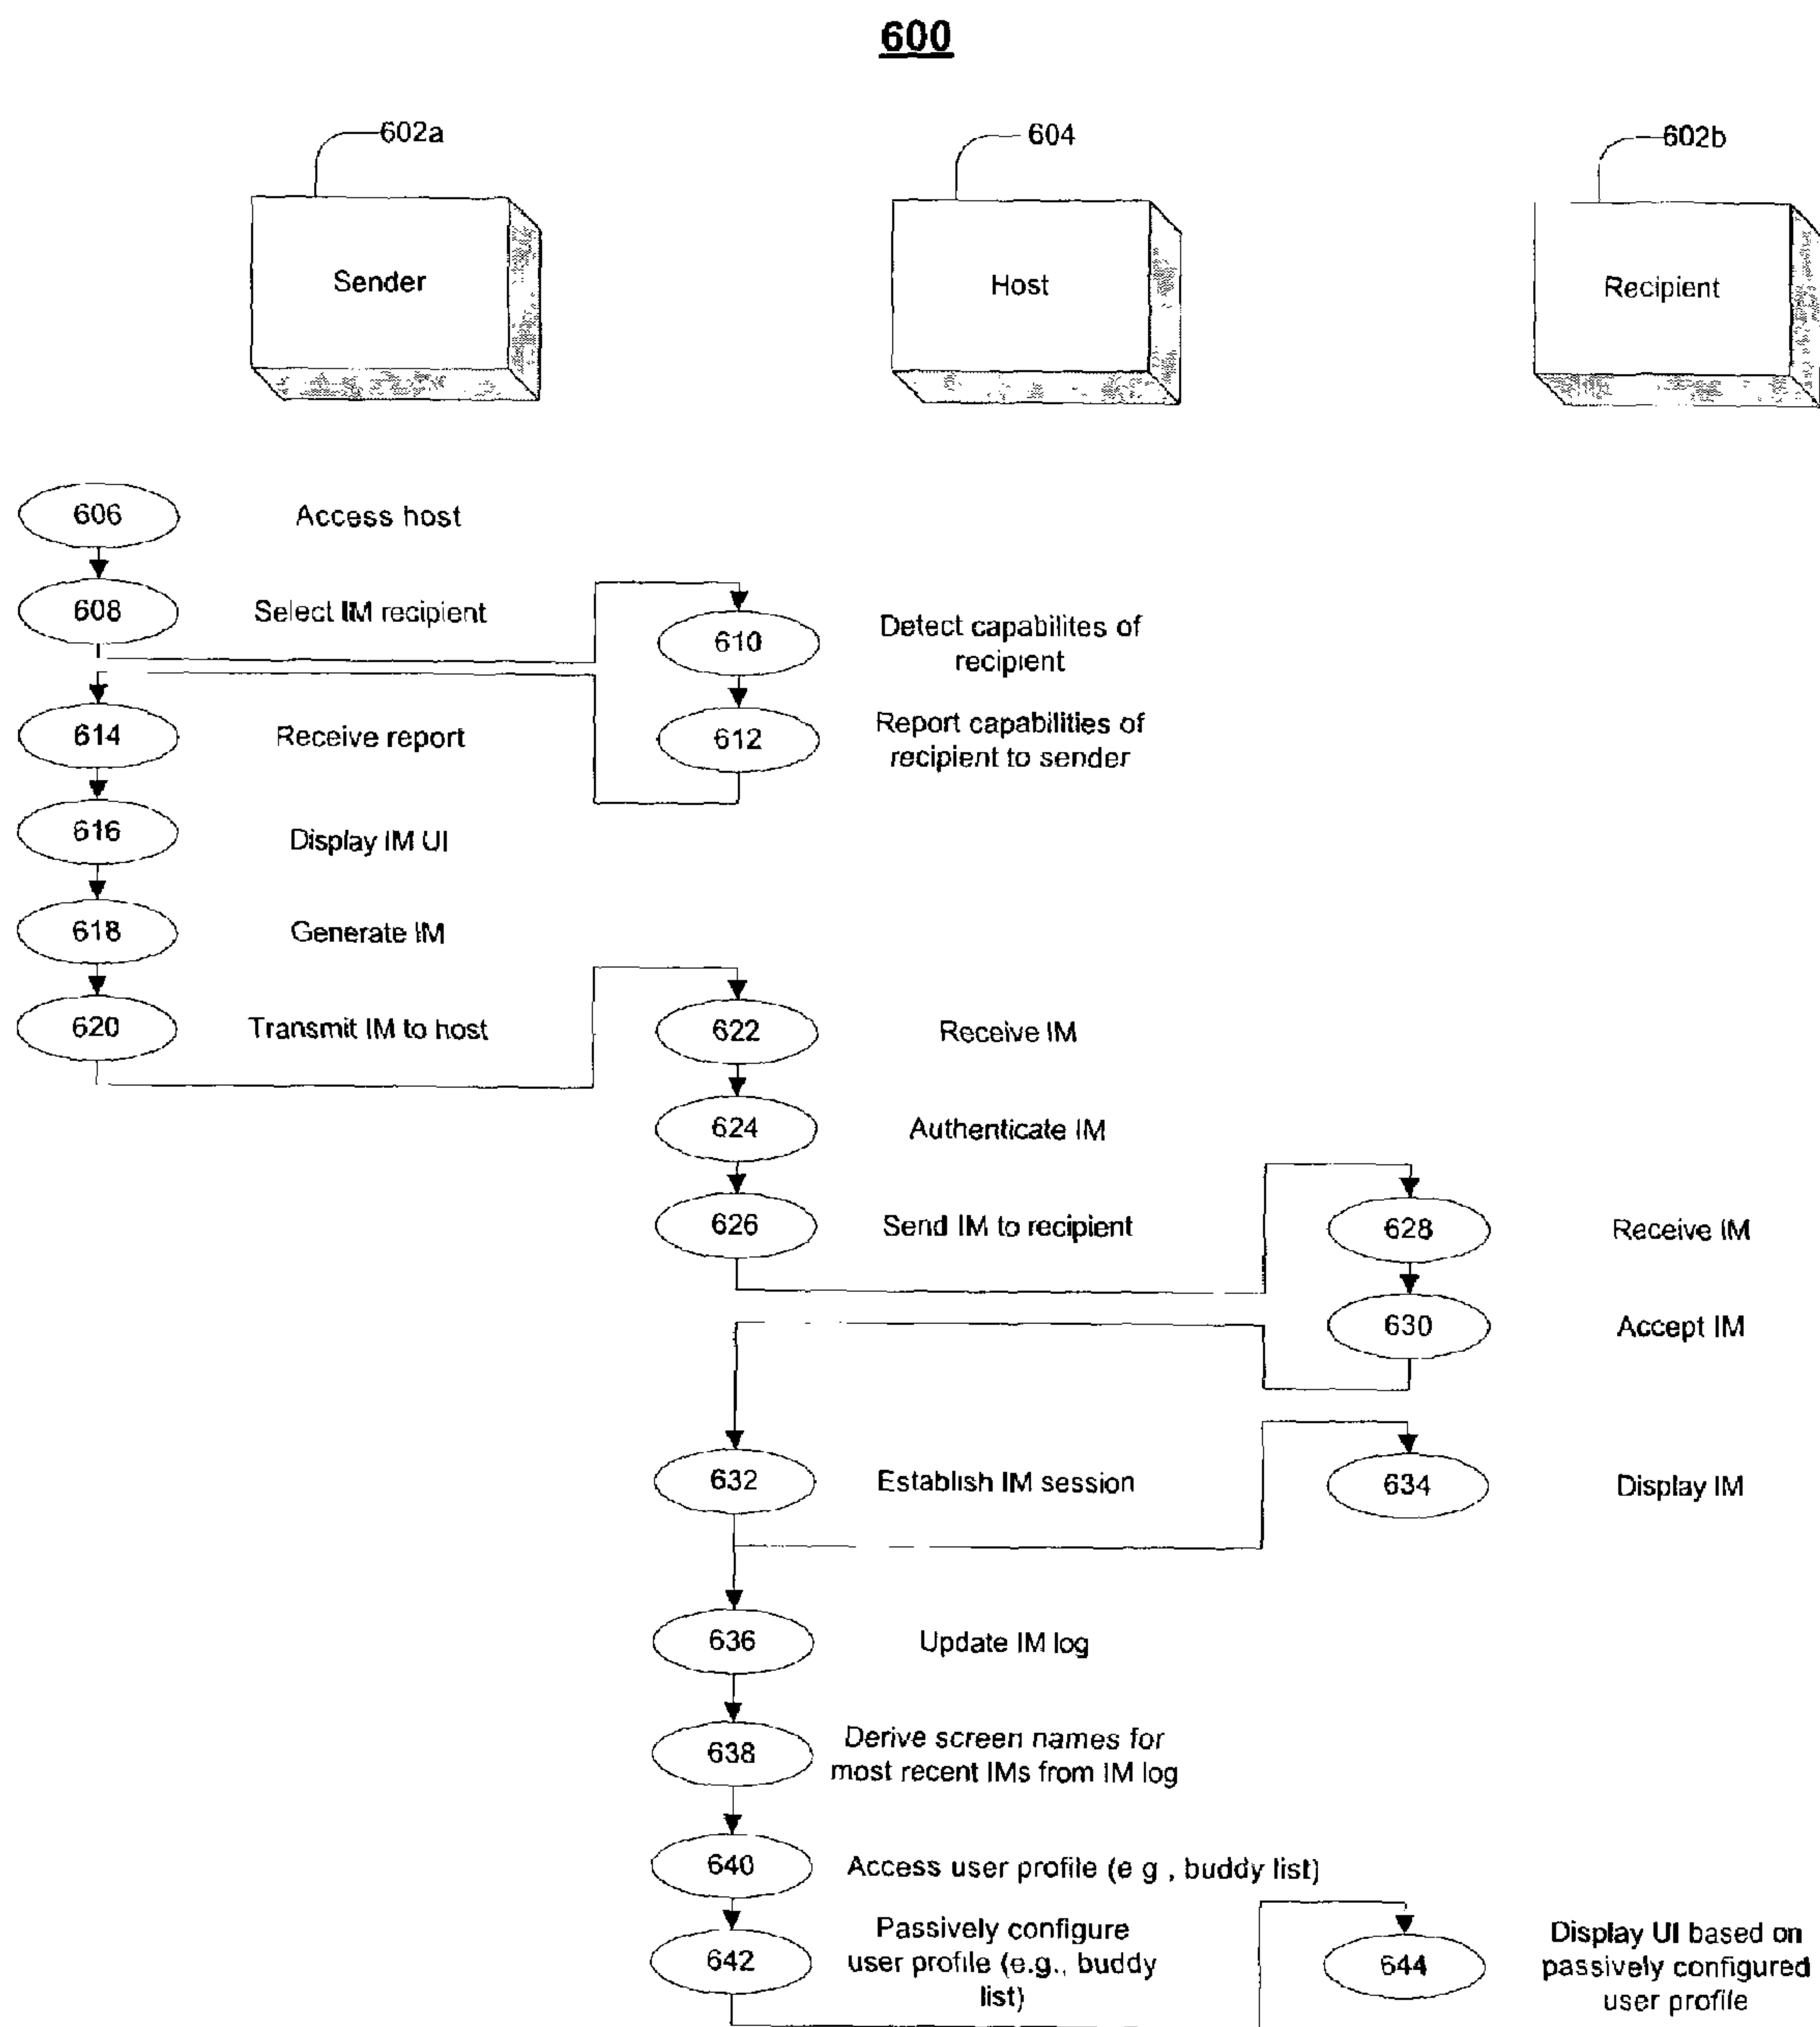 600
602a
604
602b
Sender
Host
Recipient
606
Access host
608
Select IM recipient
610
Detect capabilites of
recipient
614
Receive report
612
Report capabilities of
recipient to sender
616
Display IM UI
618
Generate IM
620
Transmit IM to host
622
Receive IM
624
Authenticate IM
626
Send IM to recipient
628
Receive IM
630
Accept IM
632
Establish IM session
634
Display IM
636
Update IM log
638
Derive screen names for
most recent IMs from IM log
640
Access user profile (e g , buddy list)
642
Passively configure
user profile (e.g., buddy
list)
644
Display UI based on
passively configured
user profile